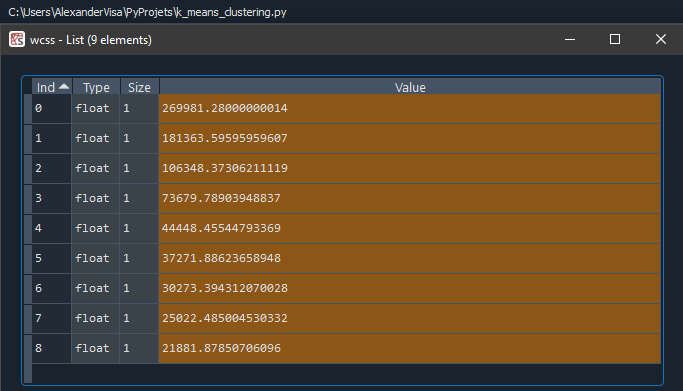 C:\Users\AlexanderVisa\PyProjets\k_means_clustering.py
wcss - List (9 elements)
Ind Type Size Value
0 float 1 269981.28000000014
1 float 1 181363.59595959607
2 float 1 106348.37306211119
3 float 1 73679.78903948837
4 float 1 44448.45544793369
5 float 1 37271.88623658948
6 float 1 30273.394312070028
7 float 1 25022.485004530332
8 float 1 21881.87850706096